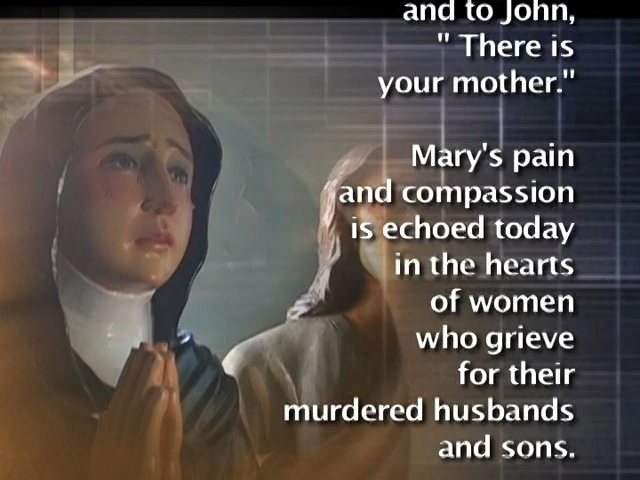 and to John,
" There is
your mother."
Mary's pain
and compassion
is echoed today
in the hearts
of women
who grieve
for their
murdered husbands
and sons.